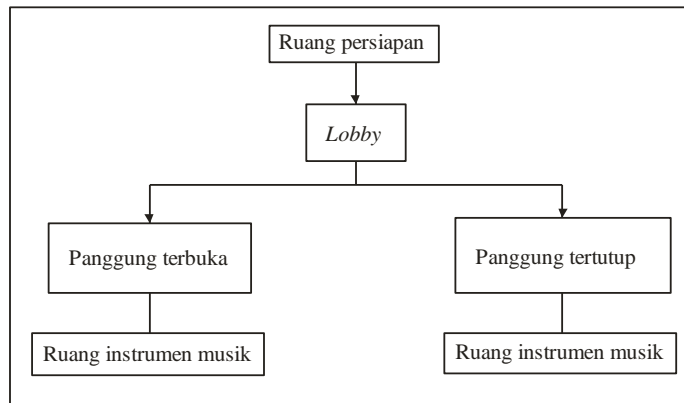 Ruang persiapan
Lobby
Panggung terbuka
Panggung tertutup
Ruang instrumen musik
Ruang instrumen musik